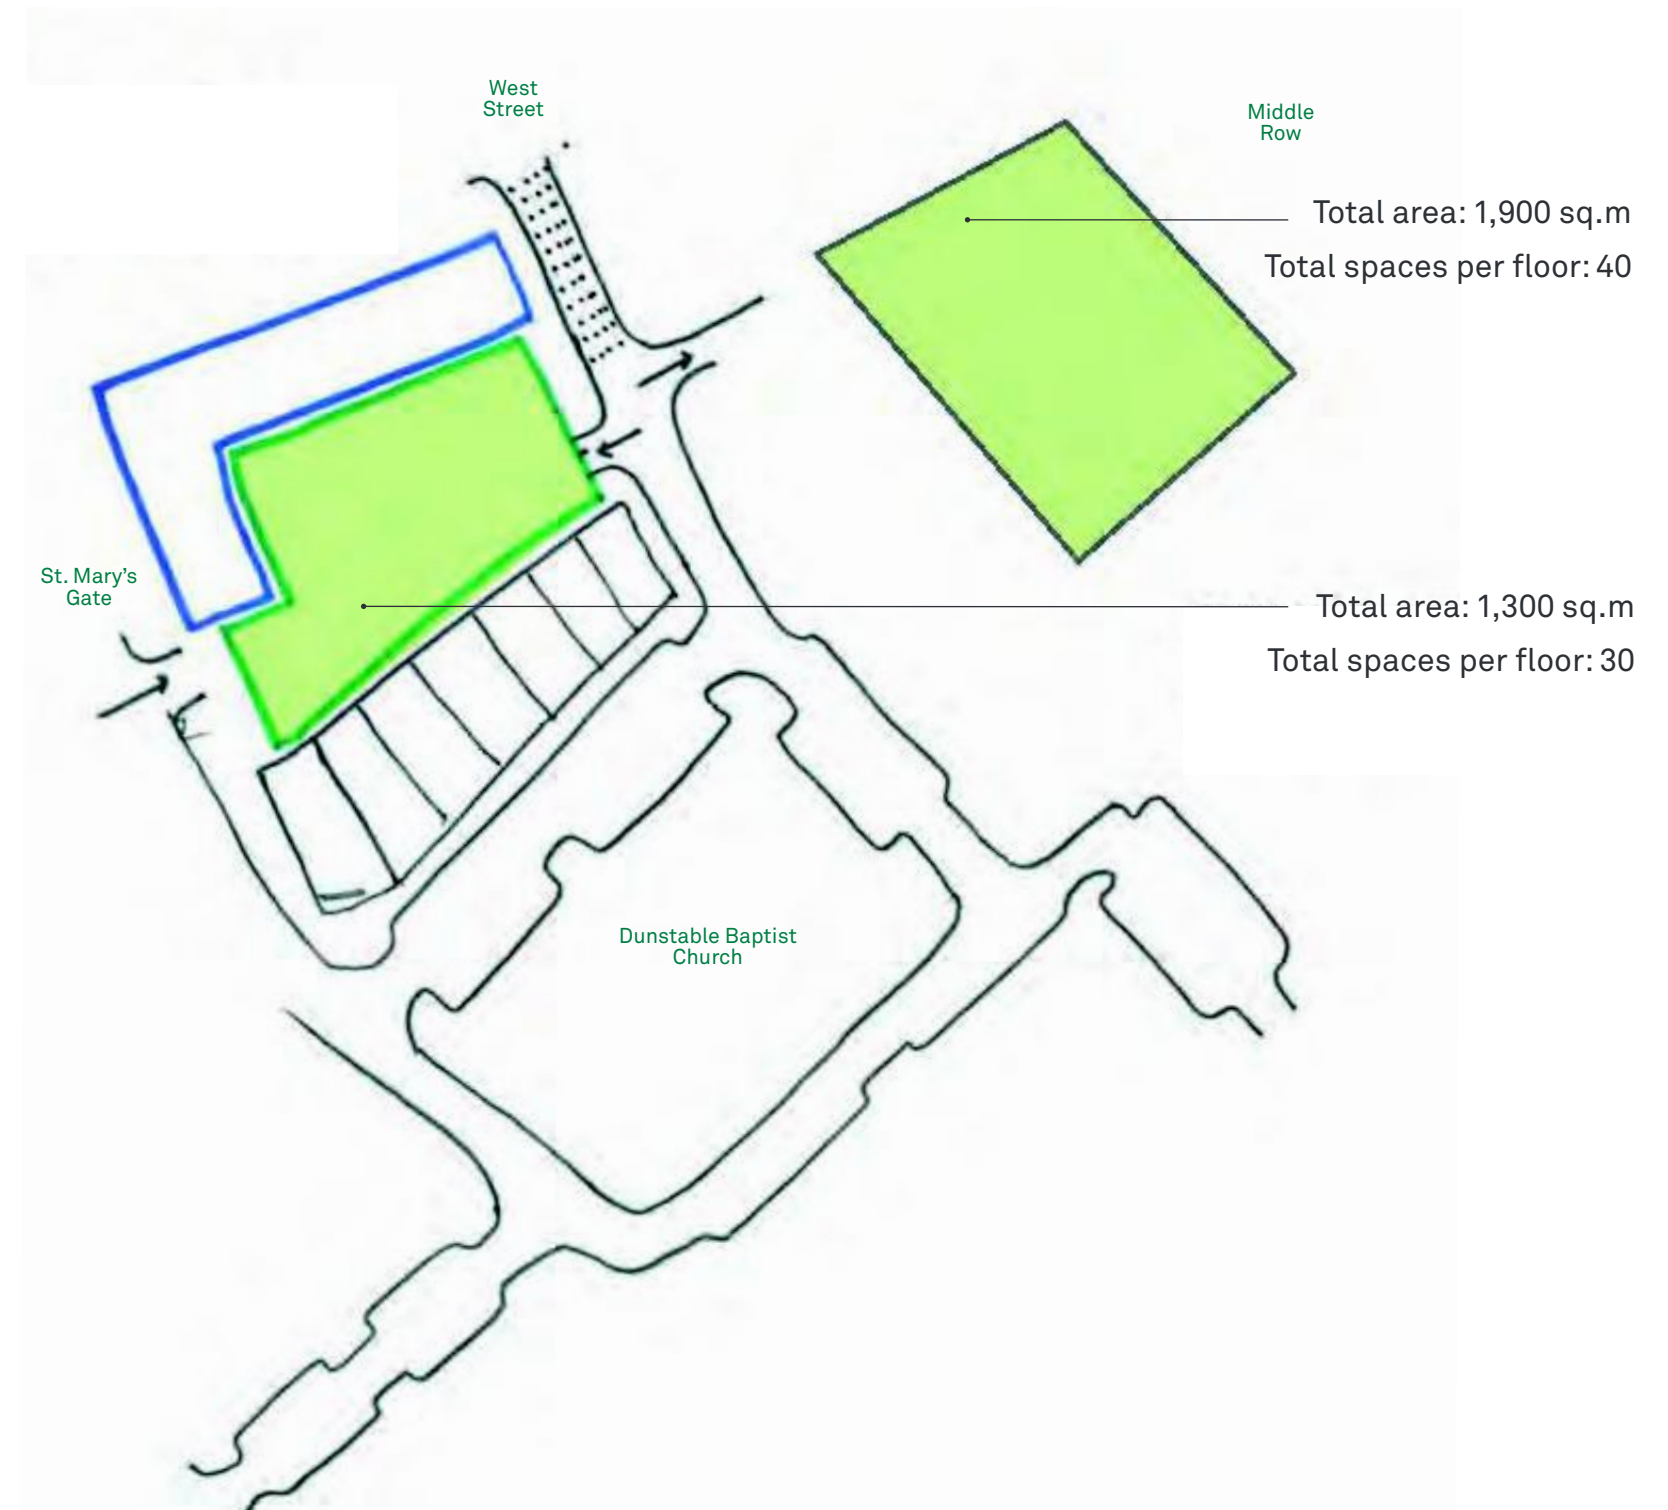 West
Street
Middle
Row
Total area: 1,900 sq.m
Total spaces per floor: 40
St. Mary's
Gate
Total area: 1,300 sq.m
Total spaces per floor: 30
Dunstable Baptist
Church